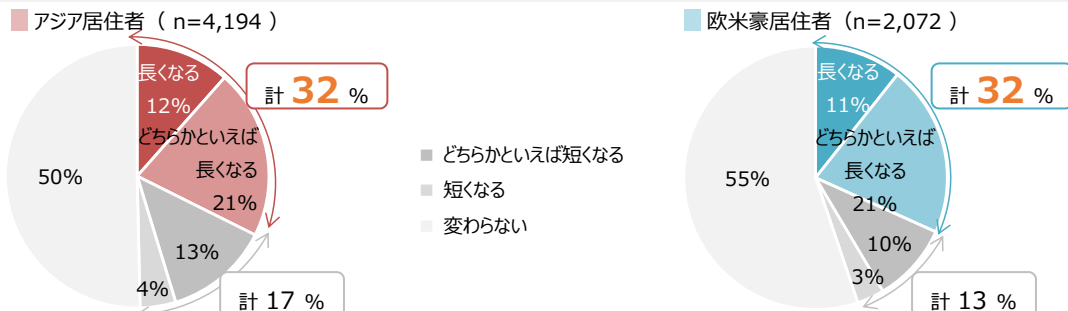 アジア居住者（ n=4,194 ）
長くなる
12%
計 32 %
どちらかといえば
長くなる
21%
50%
13%
4%
計 17 %
どちらかといえば短くなる
短くなる
変わらない
欧米豪居住者（n=2,072 ）
長くなる
11%
計 32 %
どちらかといえば
長くなる
21%
55%
10%
3%
計 13 %